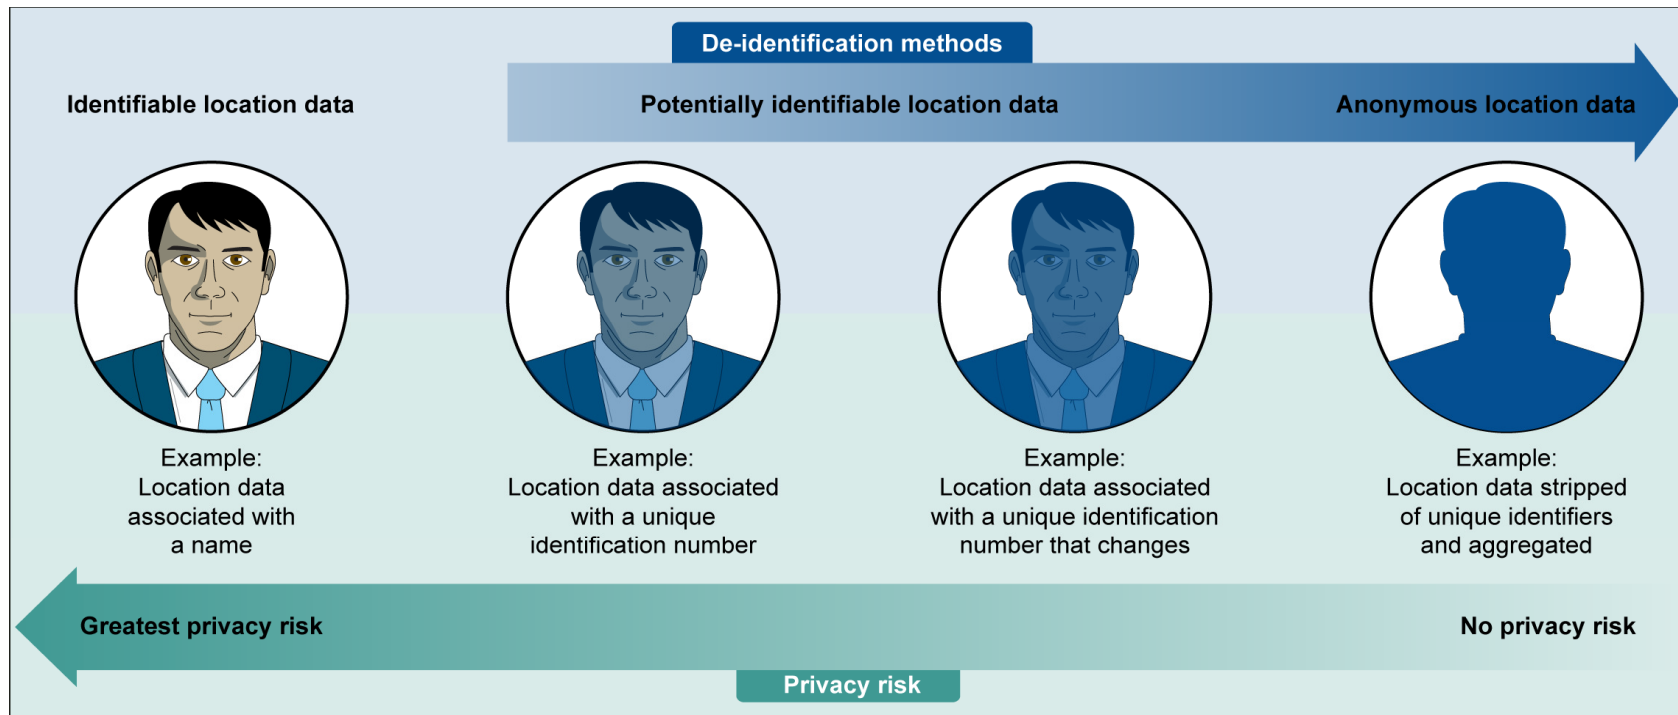 De-identification methods
Identifiable location data
Potentially identifiable location data
Anonymous location data
Example:
Location data
associated with
a name
Example:
Location data associated
with a unique
identification number
Example:
Location data associated
with a unique identification
number that changes
Example:
Location data stripped
of unique identifiers
and aggregated
Greatest privacy risk
No privacy risk
Privacy risk